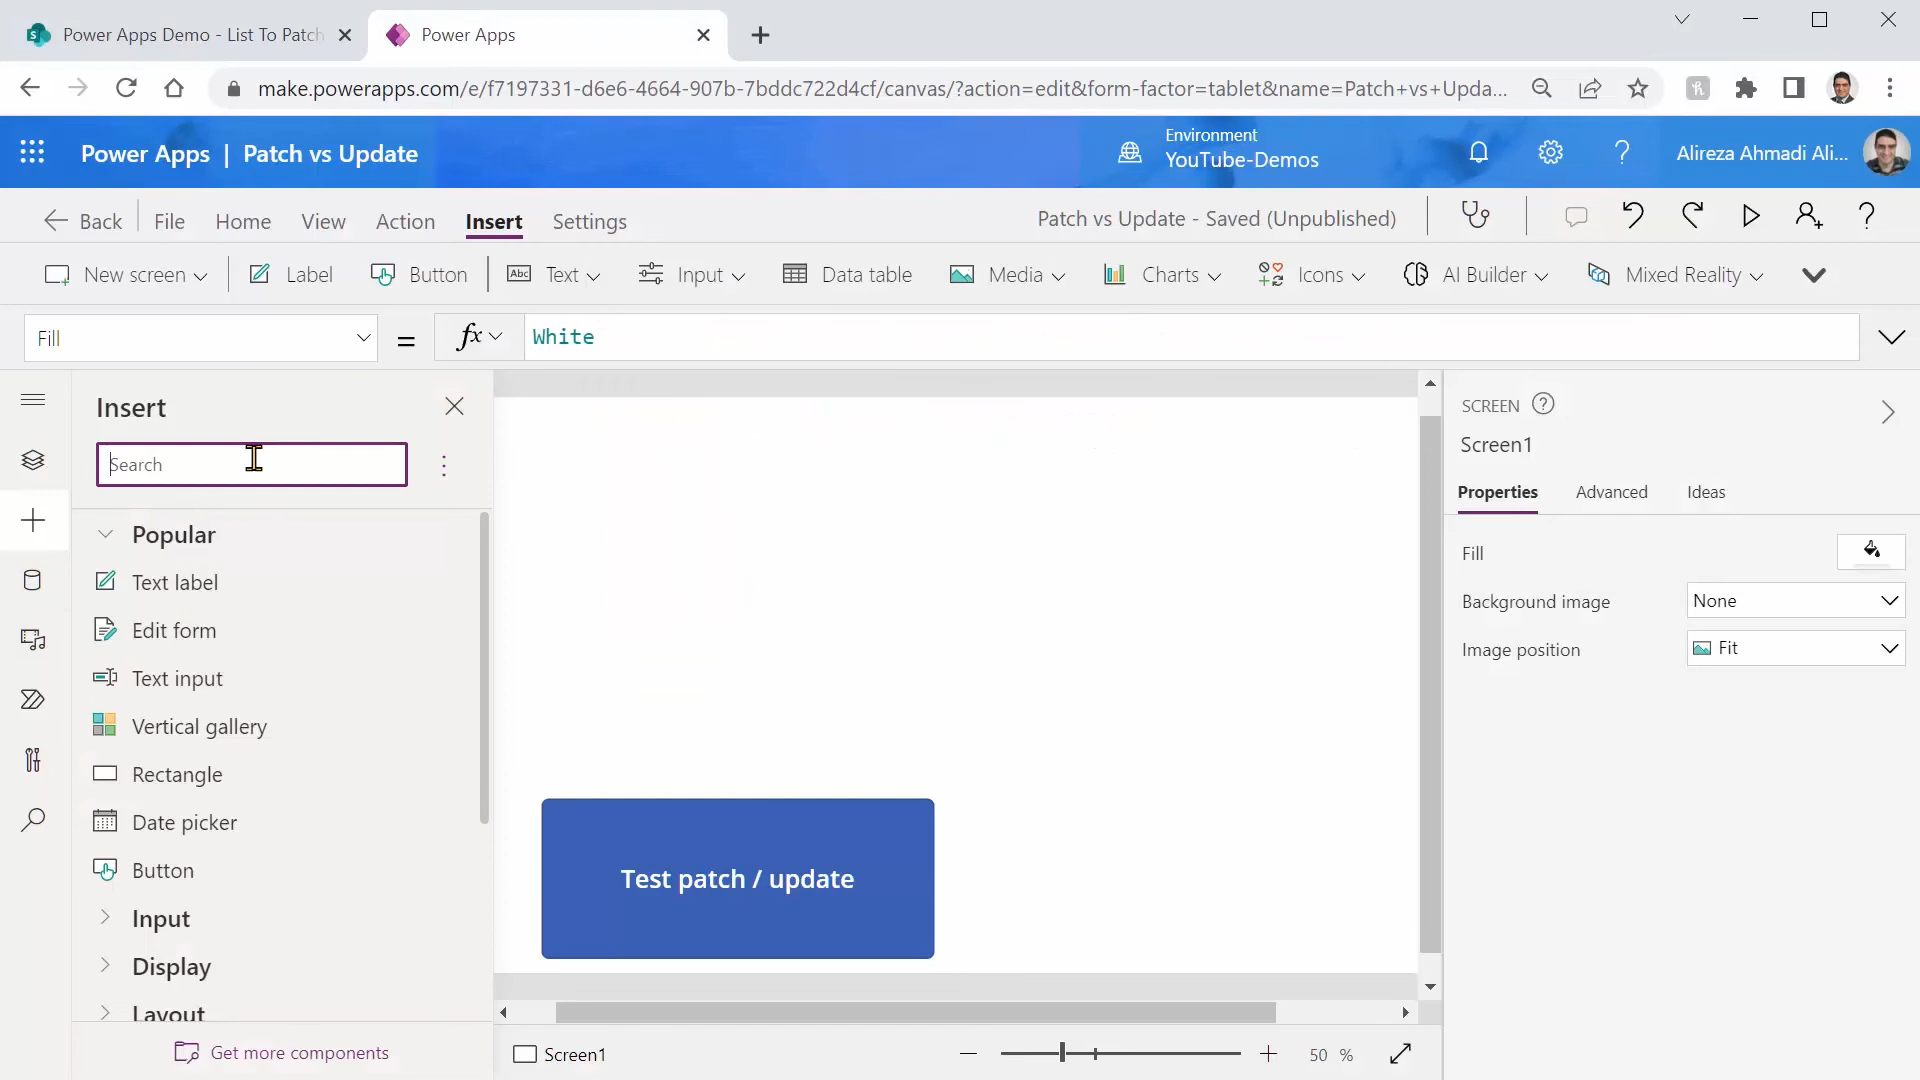 Power Apps Demo - List To Patch
Power Apps
make.powerapps.com/e/f7197331-d6e6-4664-907b-7bddc722d4cf/canvas/?action=edit&form-factor=tablet&name=Patch+vs+Upda...
Power Apps | Patch vs Update
Environment
YouTube-Demos
Alireza Ahmadi Ali...
Back
File
Home
View
Action
Insert
Settings
Patch vs Update - Saved (Unpublished)
New screen
Label
Button
Abc
Text
Input
Data table
Media
Charts
Icons
AI Builder
Mixed Reality
Fill
=
fx
White
Insert
Search
Popular
Text label
Edit form
Text input
Vertical gallery
Rectangle
Date picker
Button
Input
Display
Layout
Get more components
Test patch / update
Screen1
50 %
SCREEN
Screen1
Properties
Advanced
Ideas
Fill
Background image
None
Image position
Fit